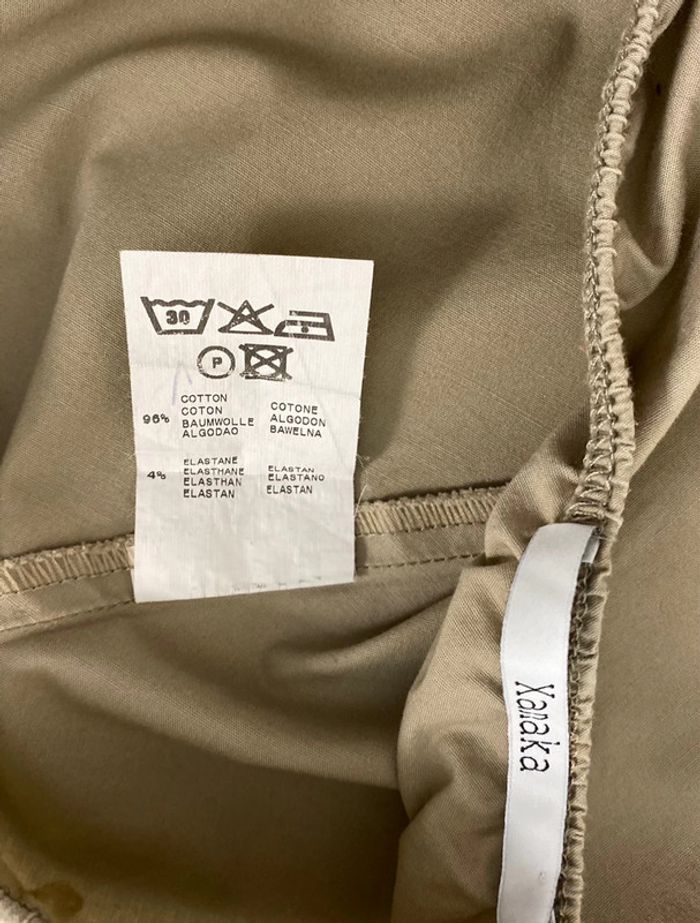 30
P
96%
COTTON
COTON
BAUMWOLLE
ALGODAO
COTONE
ALGODON
BAWELNA
4%
ELASTANE
ELASTHANE
ELASTHAN
ELASTAN
ELASTAN
ELASTANO
ELASTAN
Xanaka